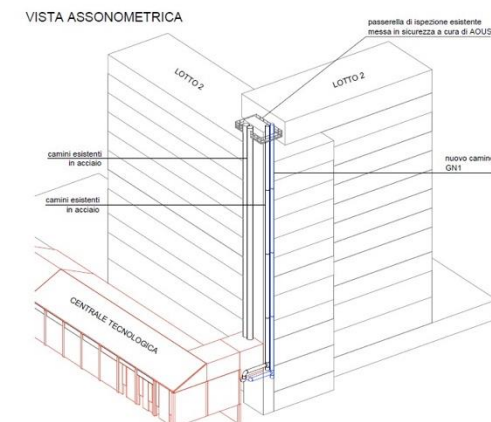 VISTA ASSONOMETRICA
passerella di ispezione esistente
messa in sicurezza a cura di AOUS
LOTTO 2
LOTTO 2
camini esistenti
in acciaio
nuovo camino
GN1
camini esistenti
in acciaio
CENTRALE TECNOLOGICA